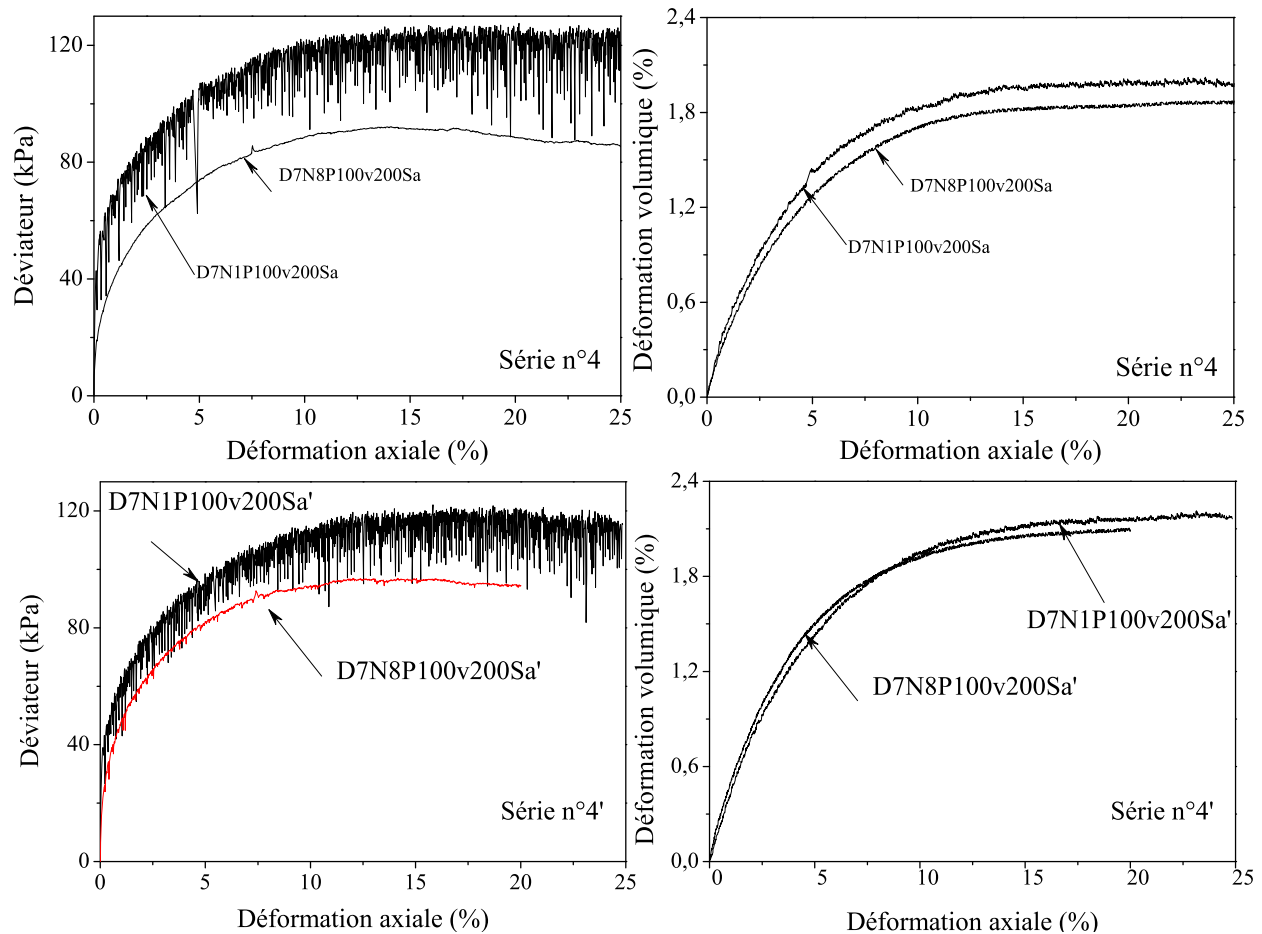 Déviateur (kPa)
120
80
40
0
D7N8P100v200Sa
D7N1P100v200Sa
Série n°4
0 5 10 15 20 25
Déformation axiale (%)
Déformation volumique (%)
2,4
1,8
1,2
0,6
0,0
D7N8P100v200Sa
D7N1P100v200Sa
Série n°4
0 5 10 15 20 25
Déformation axiale (%)
Déviateur (kPa)
120
80
40
0
D7N1P100v200Sa'
D7N8P100v200Sa'
Série n°4'
0 5 10 15 20 25
Déformation axiale (%)
Déformation volumique (%)
2,4
1,8
1,2
0,6
0,0
D7N1P100v200Sa'
D7N8P100v200Sa'
Série n°4'
0 5 10 15 20 25
Déformation axiale (%)